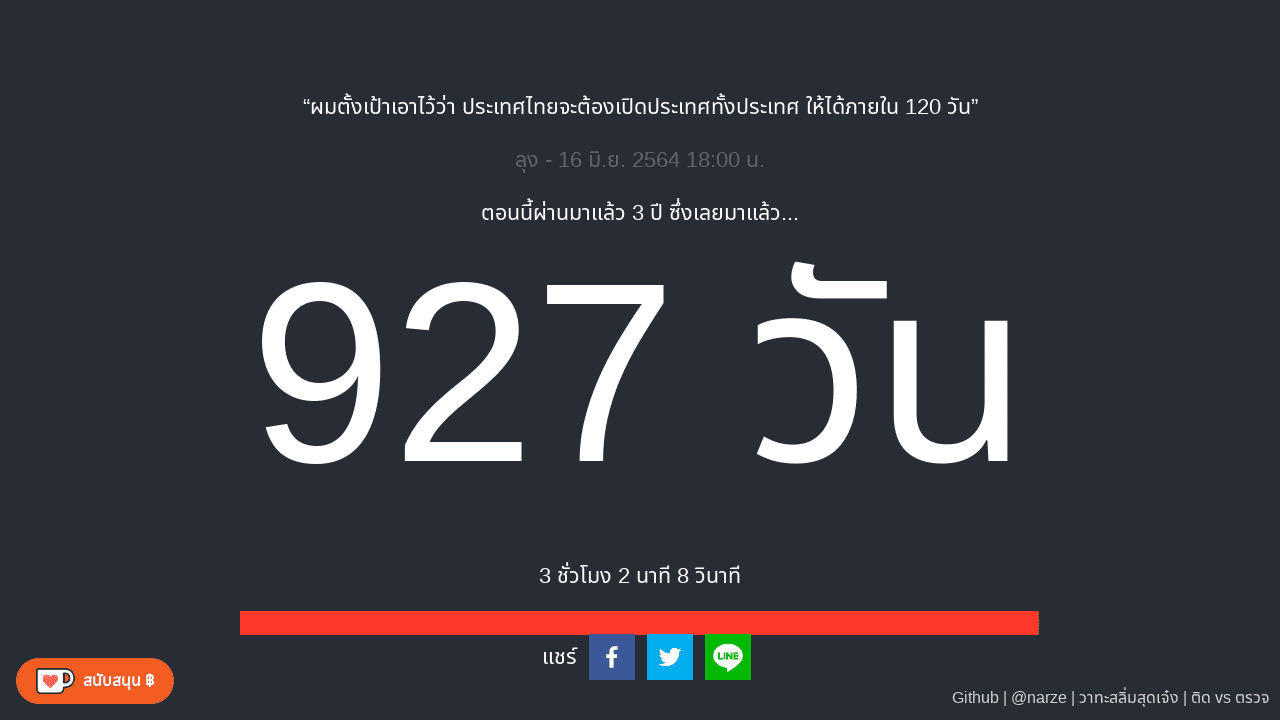 “ผมตั้งเป้าเอาไว้ว่า ประเทศไทยจะต้องเปิดประเทศทั้งประเทศ ให้ได้ภายใน 120 วัน”
ลุง - 16 มิ.ย. 2564 18:00 น.
ตอนนี้ผ่านมาแล้ว 3 ปี ซึ่งเลยมาแล้ว...
927 วัน
3 ชั่วโมง 2 นาที 8 วินาที
แชร์
LINE
สนับสนุน ฿
Github | @narze | วาทะสลิ่มสุดเจ๋ง | ติด vs ตรวจ